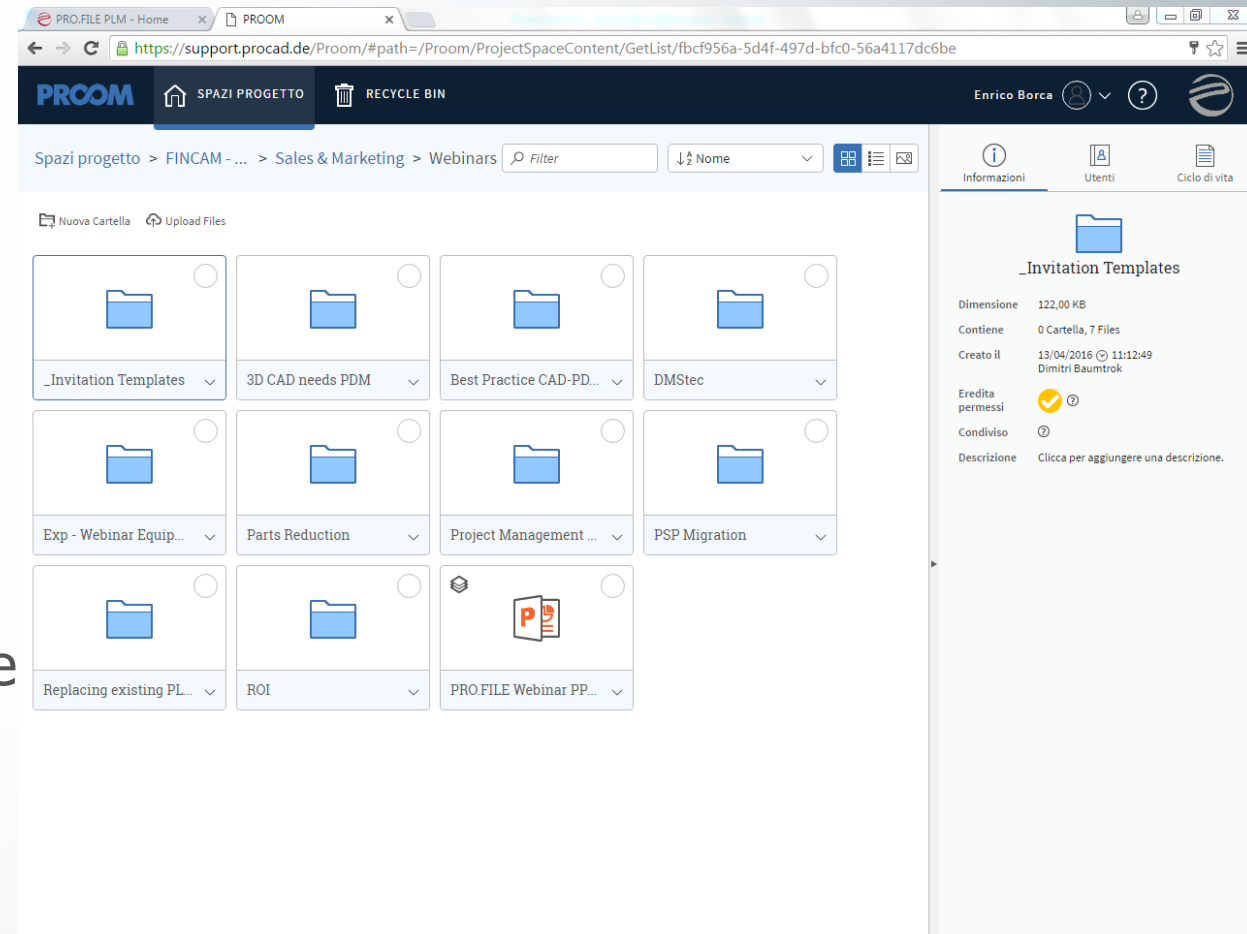 PRO.FILE PLM - Home
PROOM
https://support.procad.de/Proom/#path=/Proom/ProjectSpaceContent/GetList/fbcf956a-5d4f-497d-bfc0-56a4117dc6be
PROOM SPAZI PROGETTO RECYCLE BIN Enrico Borca ?
Spazi progetto > FINCAM - ... > Sales & Marketing > Webinars Filter Nome
Informazioni Utenti Ciclo di vita
Nuova Cartella Upload Files
_Invitation Templates 3D CAD needs PDM Best Practice CAD-PD... DMStec
Exp - Webinar Equip... Parts Reduction Project Management ... PSP Migration
Replacing existing PL... ROI PRO.FILE Webinar PP...
e
_Invitation Templates
Dimensione 122,00 KB
Contiene 0 Cartella, 7 Files
Creato il 13/04/2016 11:12:49
Dimitri Baumtrok
Eredita
permessi ?
Condiviso ?
Descrizione Clicca per aggiungere una descrizione.